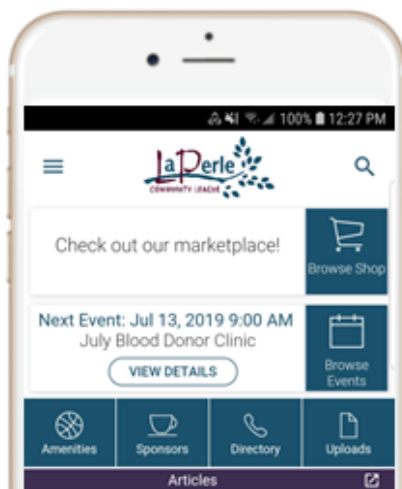 100% 12:27 PM
LaPerle
COMMUNITY LEAGUE
Check out our marketplace!
Browse Shop
Next Event: Jul 13, 2019 9:00 AM
July Blood Donor Clinic
VIEW DETAILS
Browse
Events
Amenities Sponsors Directory Uploads
Articles